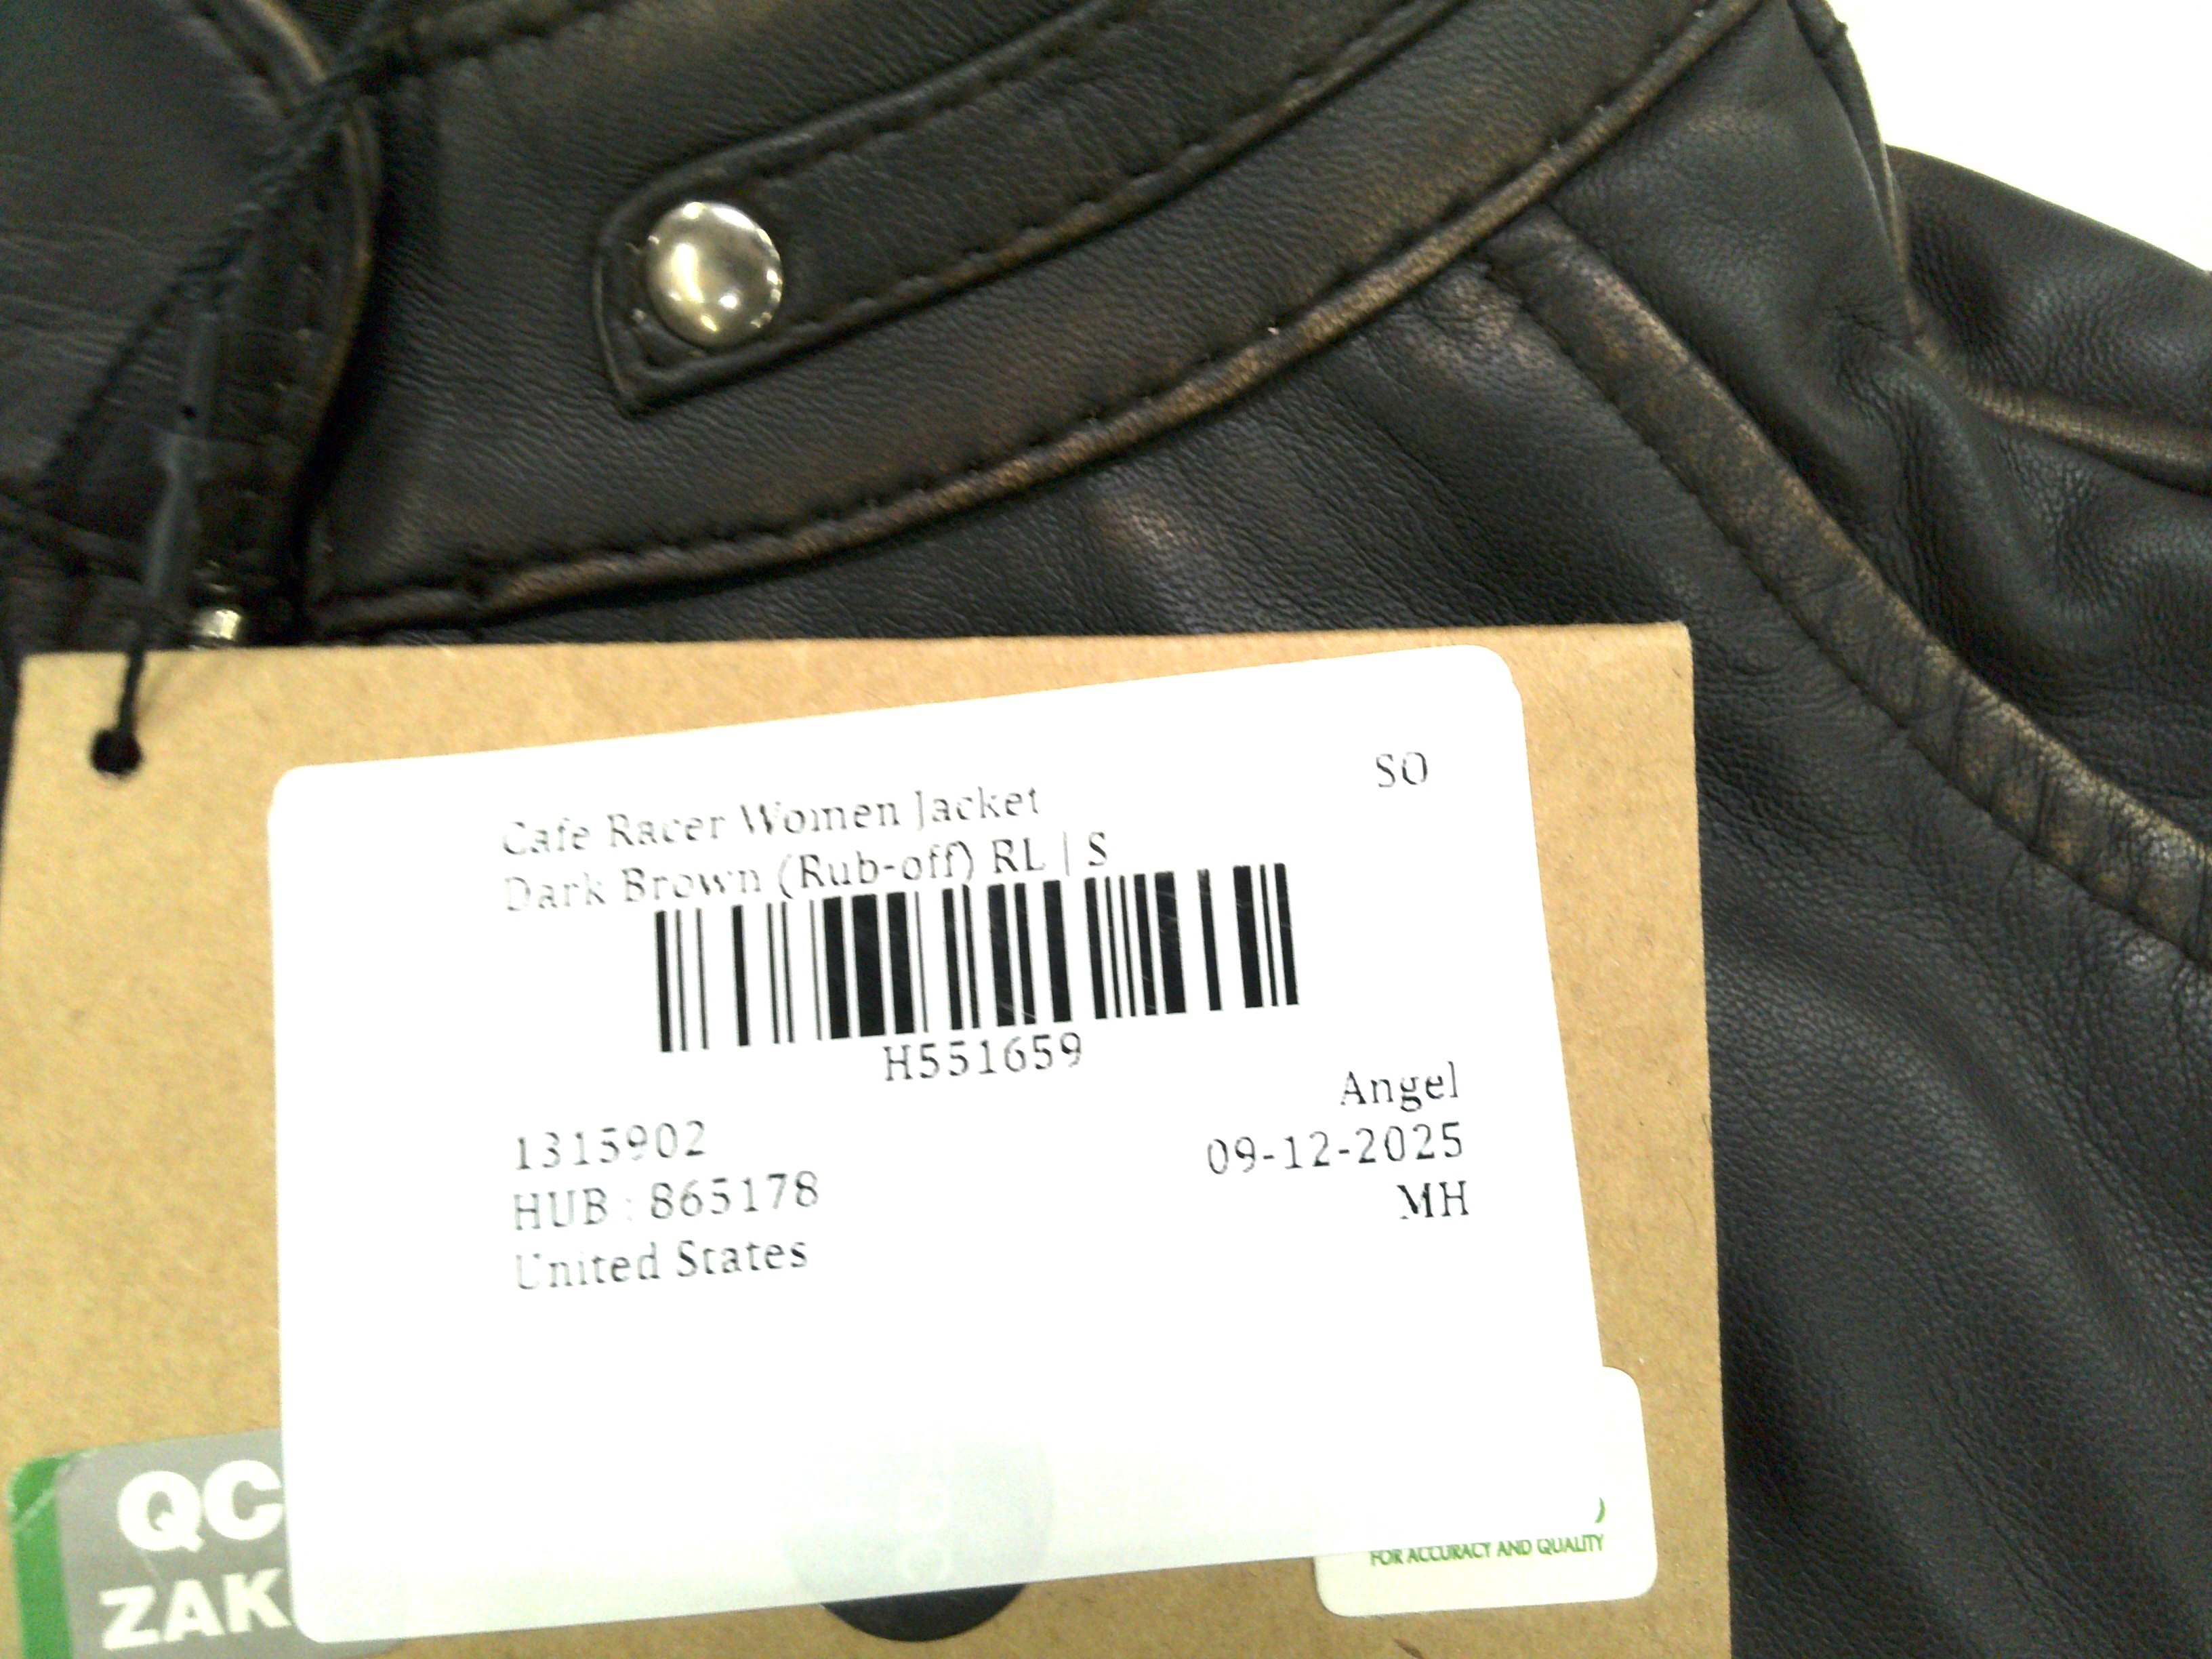 SO
Cafe Racer Women Jacket
Dark Brown (Rub-off) RL | S
H551659
Angel
1315902
09-12-2025
HUB : 865178
MH
United States
QC
ZAK
FOR ACCURACY AND QUALITY